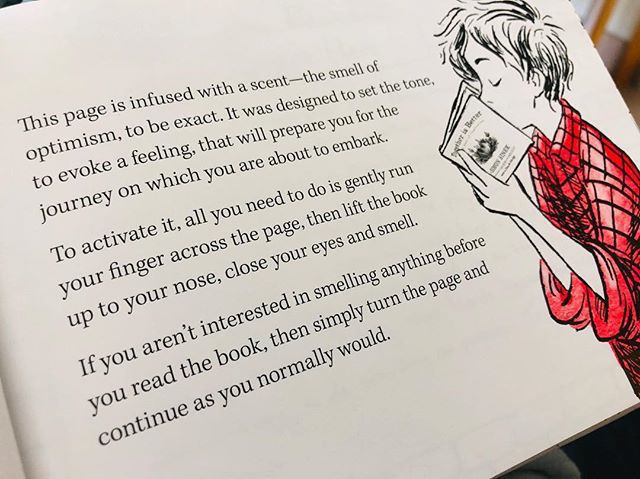 This page is infused with a scent—the smell of
optimism, to be exact. It was designed to set the tone,
to evoke a feeling, that will prepare you for the
journey on which you are about to embark.
To activate it, all you need to do is gently run
your finger across the page, then lift the book
up to your nose, close your eyes and smell.
If you aren't interested in smelling anything before
you read the book, then simply turn the page and
continue as you normally would.
Together is Better